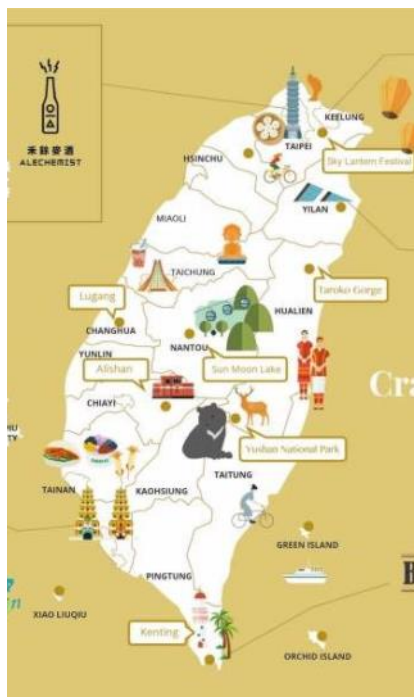 禾餘麥酒
ALECHEMIST
KEELUNG
TAIPEI
Sky Lantern Festival
HSINCHU
YILAN
MIAOLI
TAICHUNG
Taroko Gorge
Lugang
HUALIEN
CHANGHUA
NANTOU
YUNLIN
Sun Moon Lake
Alishan
Cra
CHIAYI
TY
Yushan National Park
TAITUNG
TAINAN
KAOHSIUNG
GREEN ISLAND
PINGTUNG
XIAO LIUQIU
Kenting
ORCHID ISLAND